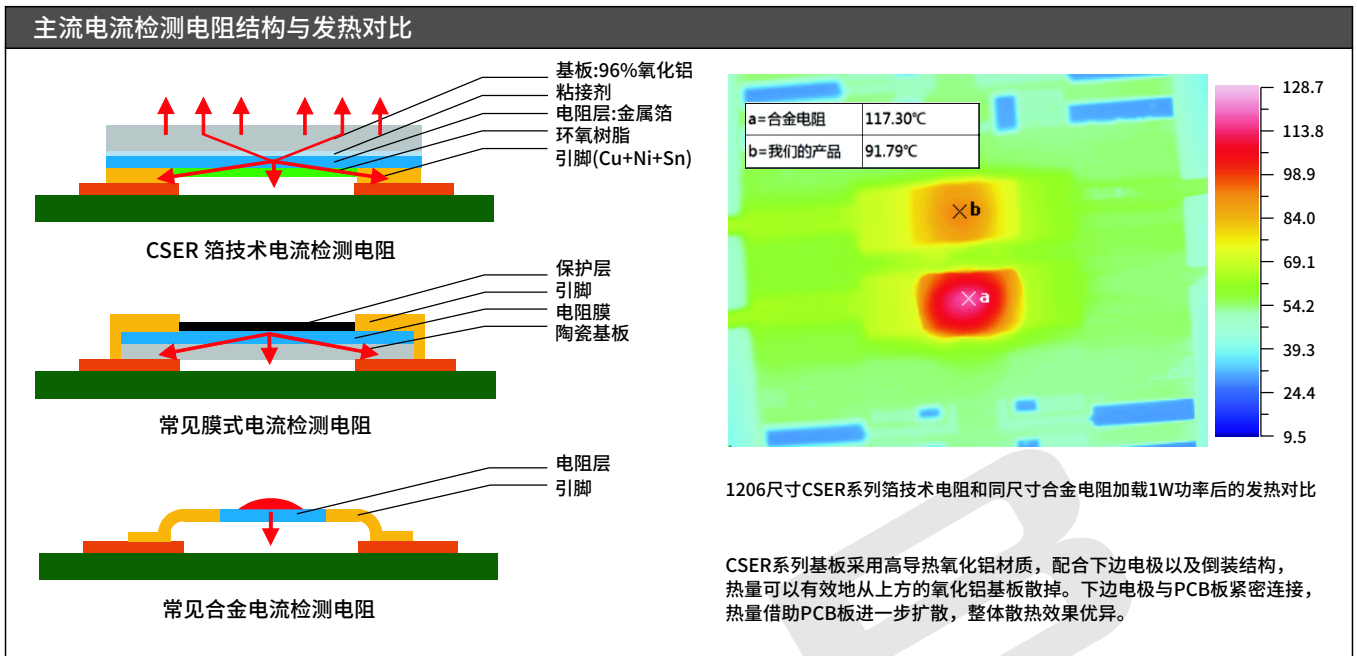 主流电流检测电阻结构与发热对比
基板:96%氧化铝
粘接剂
电阻层:金属箔
环氧树脂
引脚(Cu+Ni+Sn)
CSER 箔技术电流检测电阻
保护层
引脚
电阻膜
陶瓷基板
常见膜式电流检测电阻
电阻层
引脚
常见合金电流检测电阻
a=合金电阻 117.30℃
b=我们的产品 91.79℃
b
a
128.7
113.8
98.9
84.0
69.1
54.2
39.3
24.4
9.5
1206尺寸CSER系列箔技术电阻和同尺寸合金电阻加载1W功率后的发热对比
CSER系列基板采用高导热氧化铝材质，配合下边电极以及倒装结构，
热量可以有效地从上方的氧化铝基板散掉。下边电极与PCB板紧密连接，
热量借助PCB板进一步扩散，整体散热效果优异。